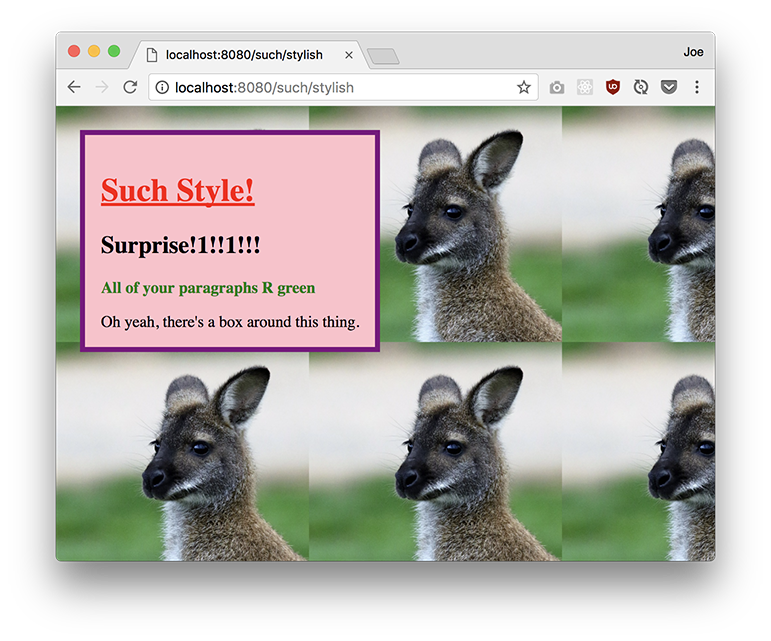 localhost:8080/such/stylish
Joe
localhost:8080/such/stylish
Such Style!
Surprise!1!!1!!!
All of your paragraphs R green
Oh yeah, there's a box around this thing.